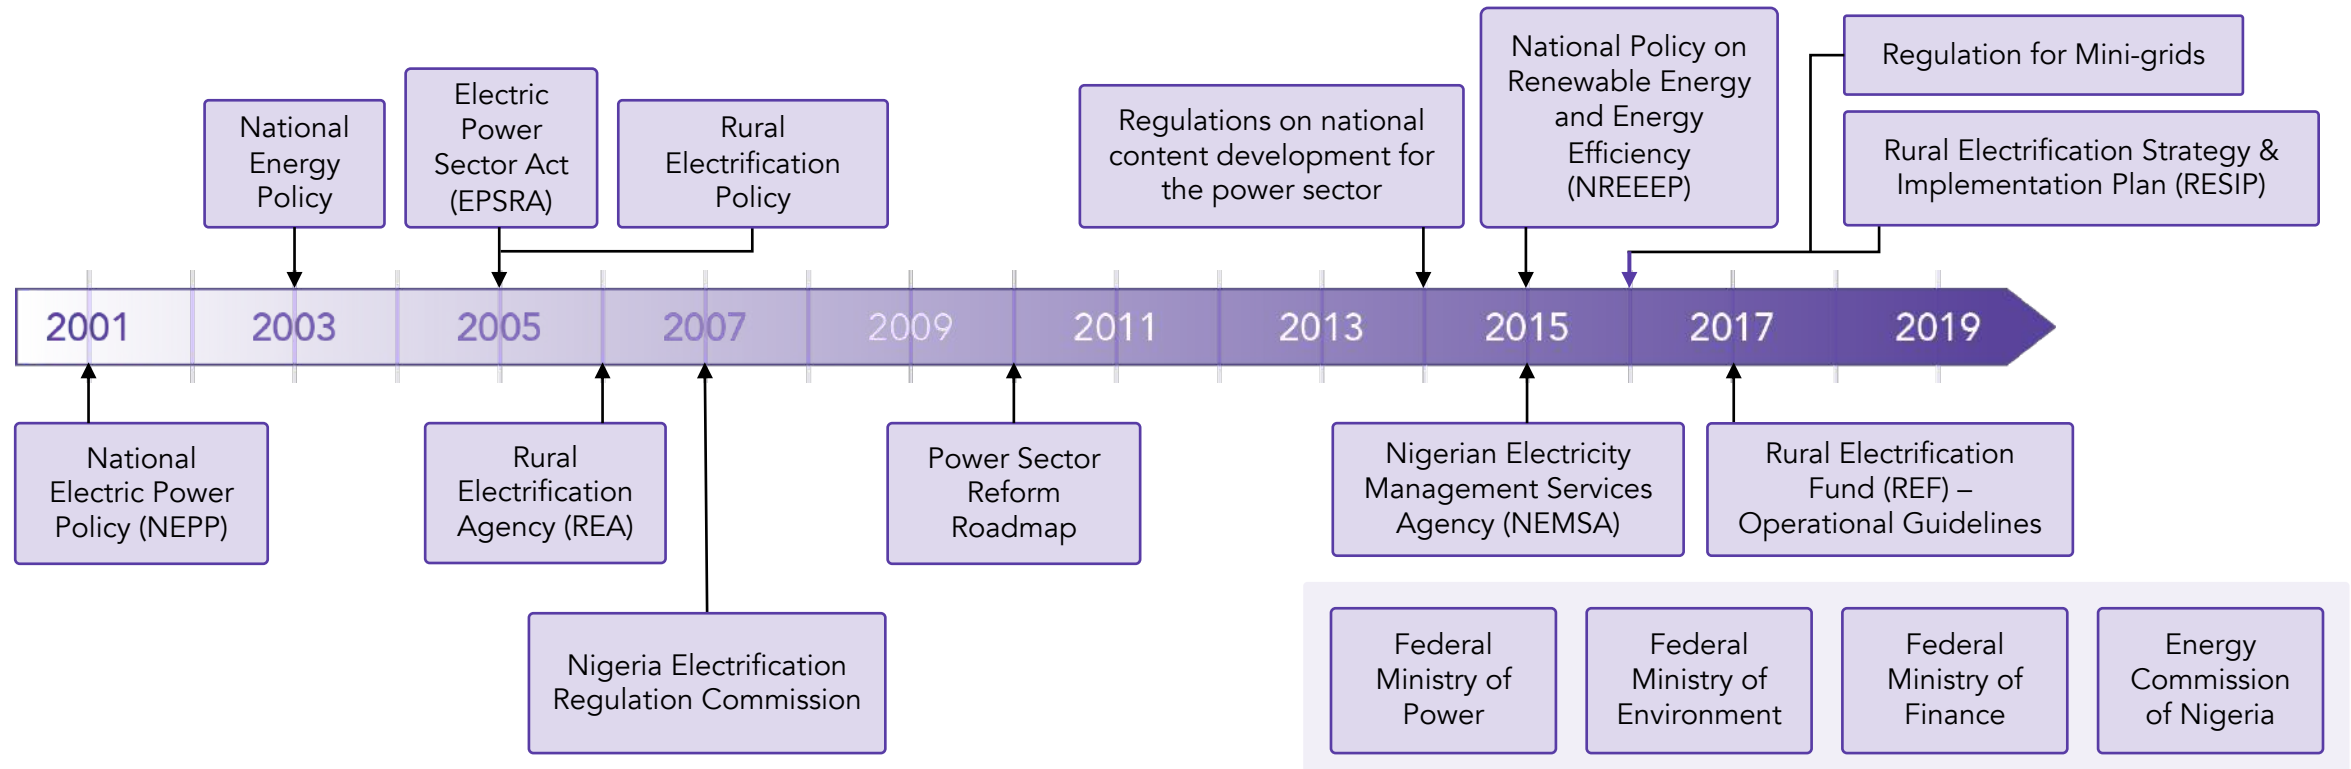 National
Energy
Policy
Electric
Power
Sector Act
(EPSRA)
Rural
Electrification
Policy
Regulations on national
content development for
the power sector
National Policy on
Renewable Energy
and Energy
Efficiency
(NREEEP)
Regulation for Mini-grids
Rural Electrification Strategy &
Implementation Plan (RESIP)
2001 2003 2005 2007 2009 2011 2013 2015 2017 2019
National
Electric Power
Policy (NEPP)
Rural
Electrification
Agency (REA)
Nigeria Electrification
Regulation Commission
Power Sector
Reform
Roadmap
Nigerian Electricity
Management Services
Agency (NEMSA)
Rural Electrification
Fund (REF) –
Operational Guidelines
Federal
Ministry of
Power
Federal
Ministry of
Environment
Federal
Ministry of
Finance
Energy
Commission
of Nigeria